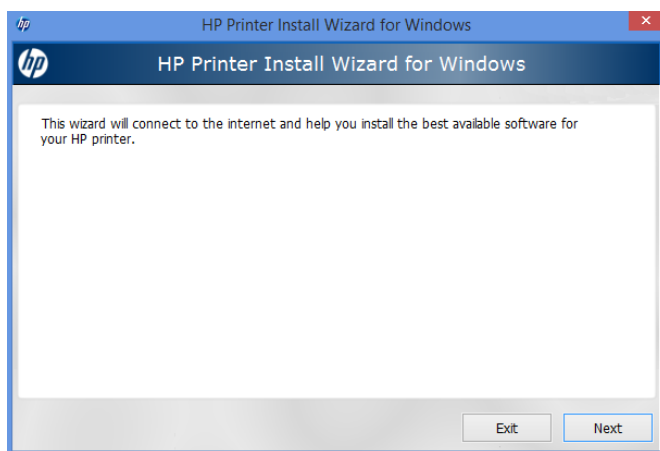 hp
HP Printer Install Wizard for Windows
hp
HP Printer Install Wizard for Windows
This wizard will connect to the internet and help you install the best available software for
your HP printer.
Exit
Next